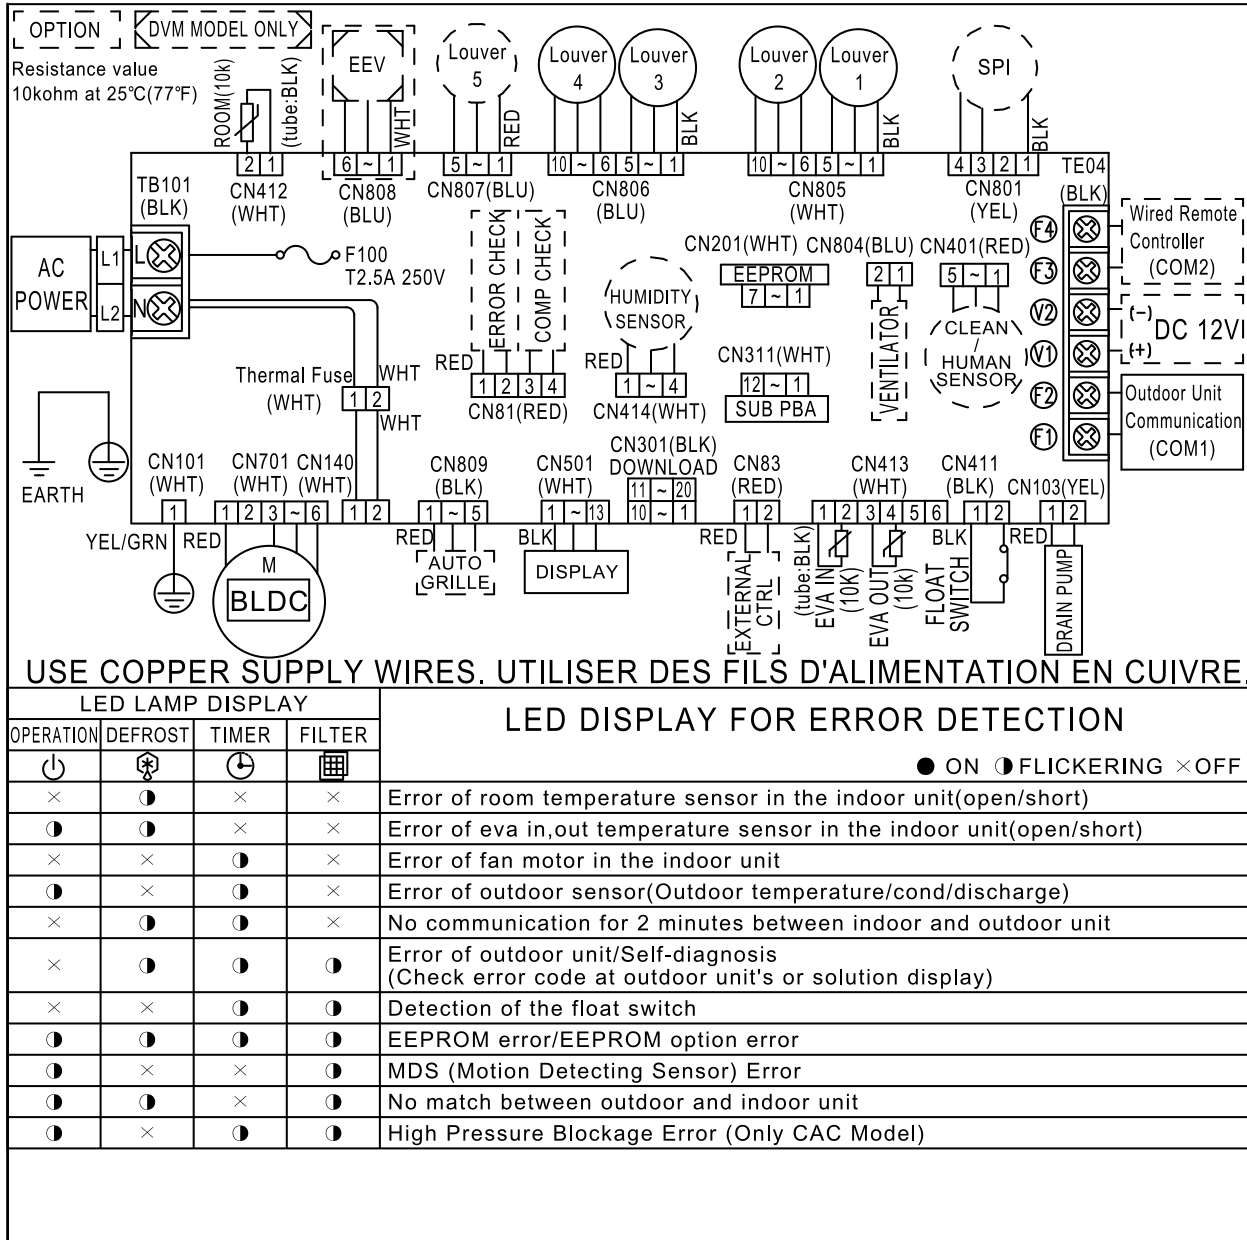 OPTION
DVM MODEL ONLY
Resistance value
10kohm at 25℃(77℉)
ROOM(10k)
(tube:BLK)
EEV
WHT
Louver
5
RED
Louver
4
Louver
3
BLK
Louver
2
Louver
1
BLK
SPI
BLK
2 1
6 ~ 1
5 ~ 1
10 ~ 6 5 ~ 1
10 ~ 6 5 ~ 1
4 3 2 1
TB101
(BLK)
CN412
(WHT)
CN808
(BLU)
CN807(BLU)
CN806
(BLU)
CN805
(WHT)
CN801
(YEL)
TE04
(BLK)
AC
POWER
L1
L2
L
N
F100
T2.5A 250V
ERROR CHECK
COMP CHECK
RED
1 2 3 4
CN81(RED)
HUMIDITY
SENSOR
RED
1 ~ 4
CN414(WHT)
CN201(WHT)
EEPROM
7 ~ 1
CN311(WHT)
12 ~ 1
SUB PBA
CN804(BLU)
2 1
VENTILATOR
CN401(RED)
5 ~ 1
CLEAN
/
HUMAN
SENSOR
F4
F3
V2
V1
F2
F1
Wired Remote
Controller
(COM2)
(-)
DC 12V
(+)
Outdoor Unit
Communication
(COM1)
Thermal Fuse
(WHT)
WHT
1 2
WHT
EARTH
CN101
(WHT)
1
YEL/GRN
CN701
(WHT)
1 2 3 ~ 6
RED
M
BLDC
CN140
(WHT)
1 2
CN809
(BLK)
1 ~ 5
RED
AUTO
GRILLE
CN501
(WHT)
1 ~ 13
BLK
DISPLAY
CN301(BLK)
DOWNLOAD
11 ~ 20
10 ~ 1
CN83
(RED)
1 2
RED
EXTERNAL
CTRL
CN413
(WHT)
1 2 3 4 5 6
(tube:BLK)
EVA IN
(10K)
EVA OUT
(10k)
CN411
(BLK)
1 2
BLK
FLOAT
SWITCH
CN103(YEL)
1 2
RED
DRAIN PUMP
USE COPPER SUPPLY WIRES. UTILISER DES FILS D'ALIMENTATION EN CUIVRE.
LED LAMP DISPLAY
LED DISPLAY FOR ERROR DETECTION
OPERATION DEFROST TIMER FILTER
● ON ◑ FLICKERING ×OFF
× ◑ × × Error of room temperature sensor in the indoor unit(open/short)
◑ ◑ × × Error of eva in,out temperature sensor in the indoor unit(open/short)
× × ◑ × Error of fan motor in the indoor unit
◑ × ◑ × Error of outdoor sensor(Outdoor temperature/cond/discharge)
× ◑ ◑ × No communication for 2 minutes between indoor and outdoor unit
× ◑ ◑ ◑ Error of outdoor unit/Self-diagnosis
(Check error code at outdoor unit's or solution display)
× × ◑ ◑ Detection of the float switch
◑ ◑ ◑ ◑ EEPROM error/EEPROM option error
◑ × × ◑ MDS (Motion Detecting Sensor) Error
◑ ◑ × ◑ No match between outdoor and indoor unit
◑ × ◑ ◑ High Pressure Blockage Error (Only CAC Model)